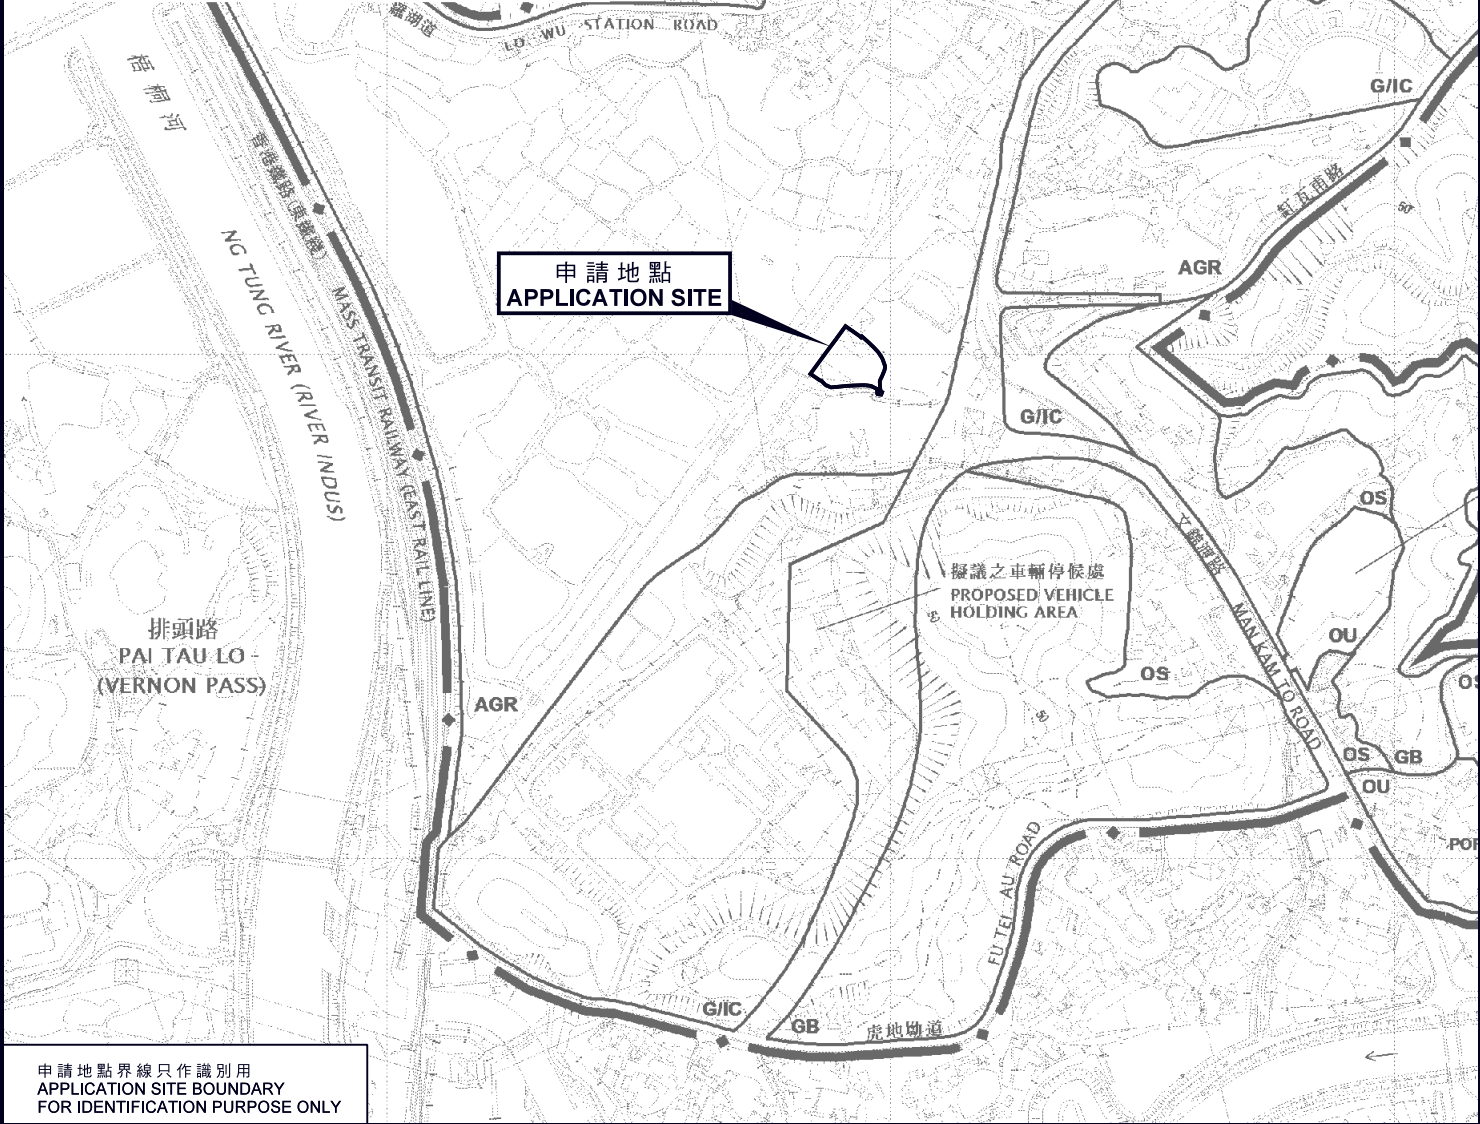 羅湖道
LO WU STATION ROAD
梧桐河
G/IC
香港鐵路(東鐵綫)
缸瓦甫路
50
NG TUNG RIVER (RIVER INDUS)
申請地點
APPLICATION SITE
AGR
MASS TRANSIT RAILWAY (EAST RAIL LINE)
G/IC
OS
文錦渡路
擬議之車輛停候處
PROPOSED VEHICLE
HOLDING AREA
50
排頭路
PAI TAU LO
(VERNON PASS)
MAN KAM TO ROAD
OU
OS
OS
AGR
50
OS
GB
OU
POR
FU TEI AU ROAD
G/IC
GB
虎地坳道
申請地點界線只作識別用
APPLICATION SITE BOUNDARY
FOR IDENTIFICATION PURPOSE ONLY